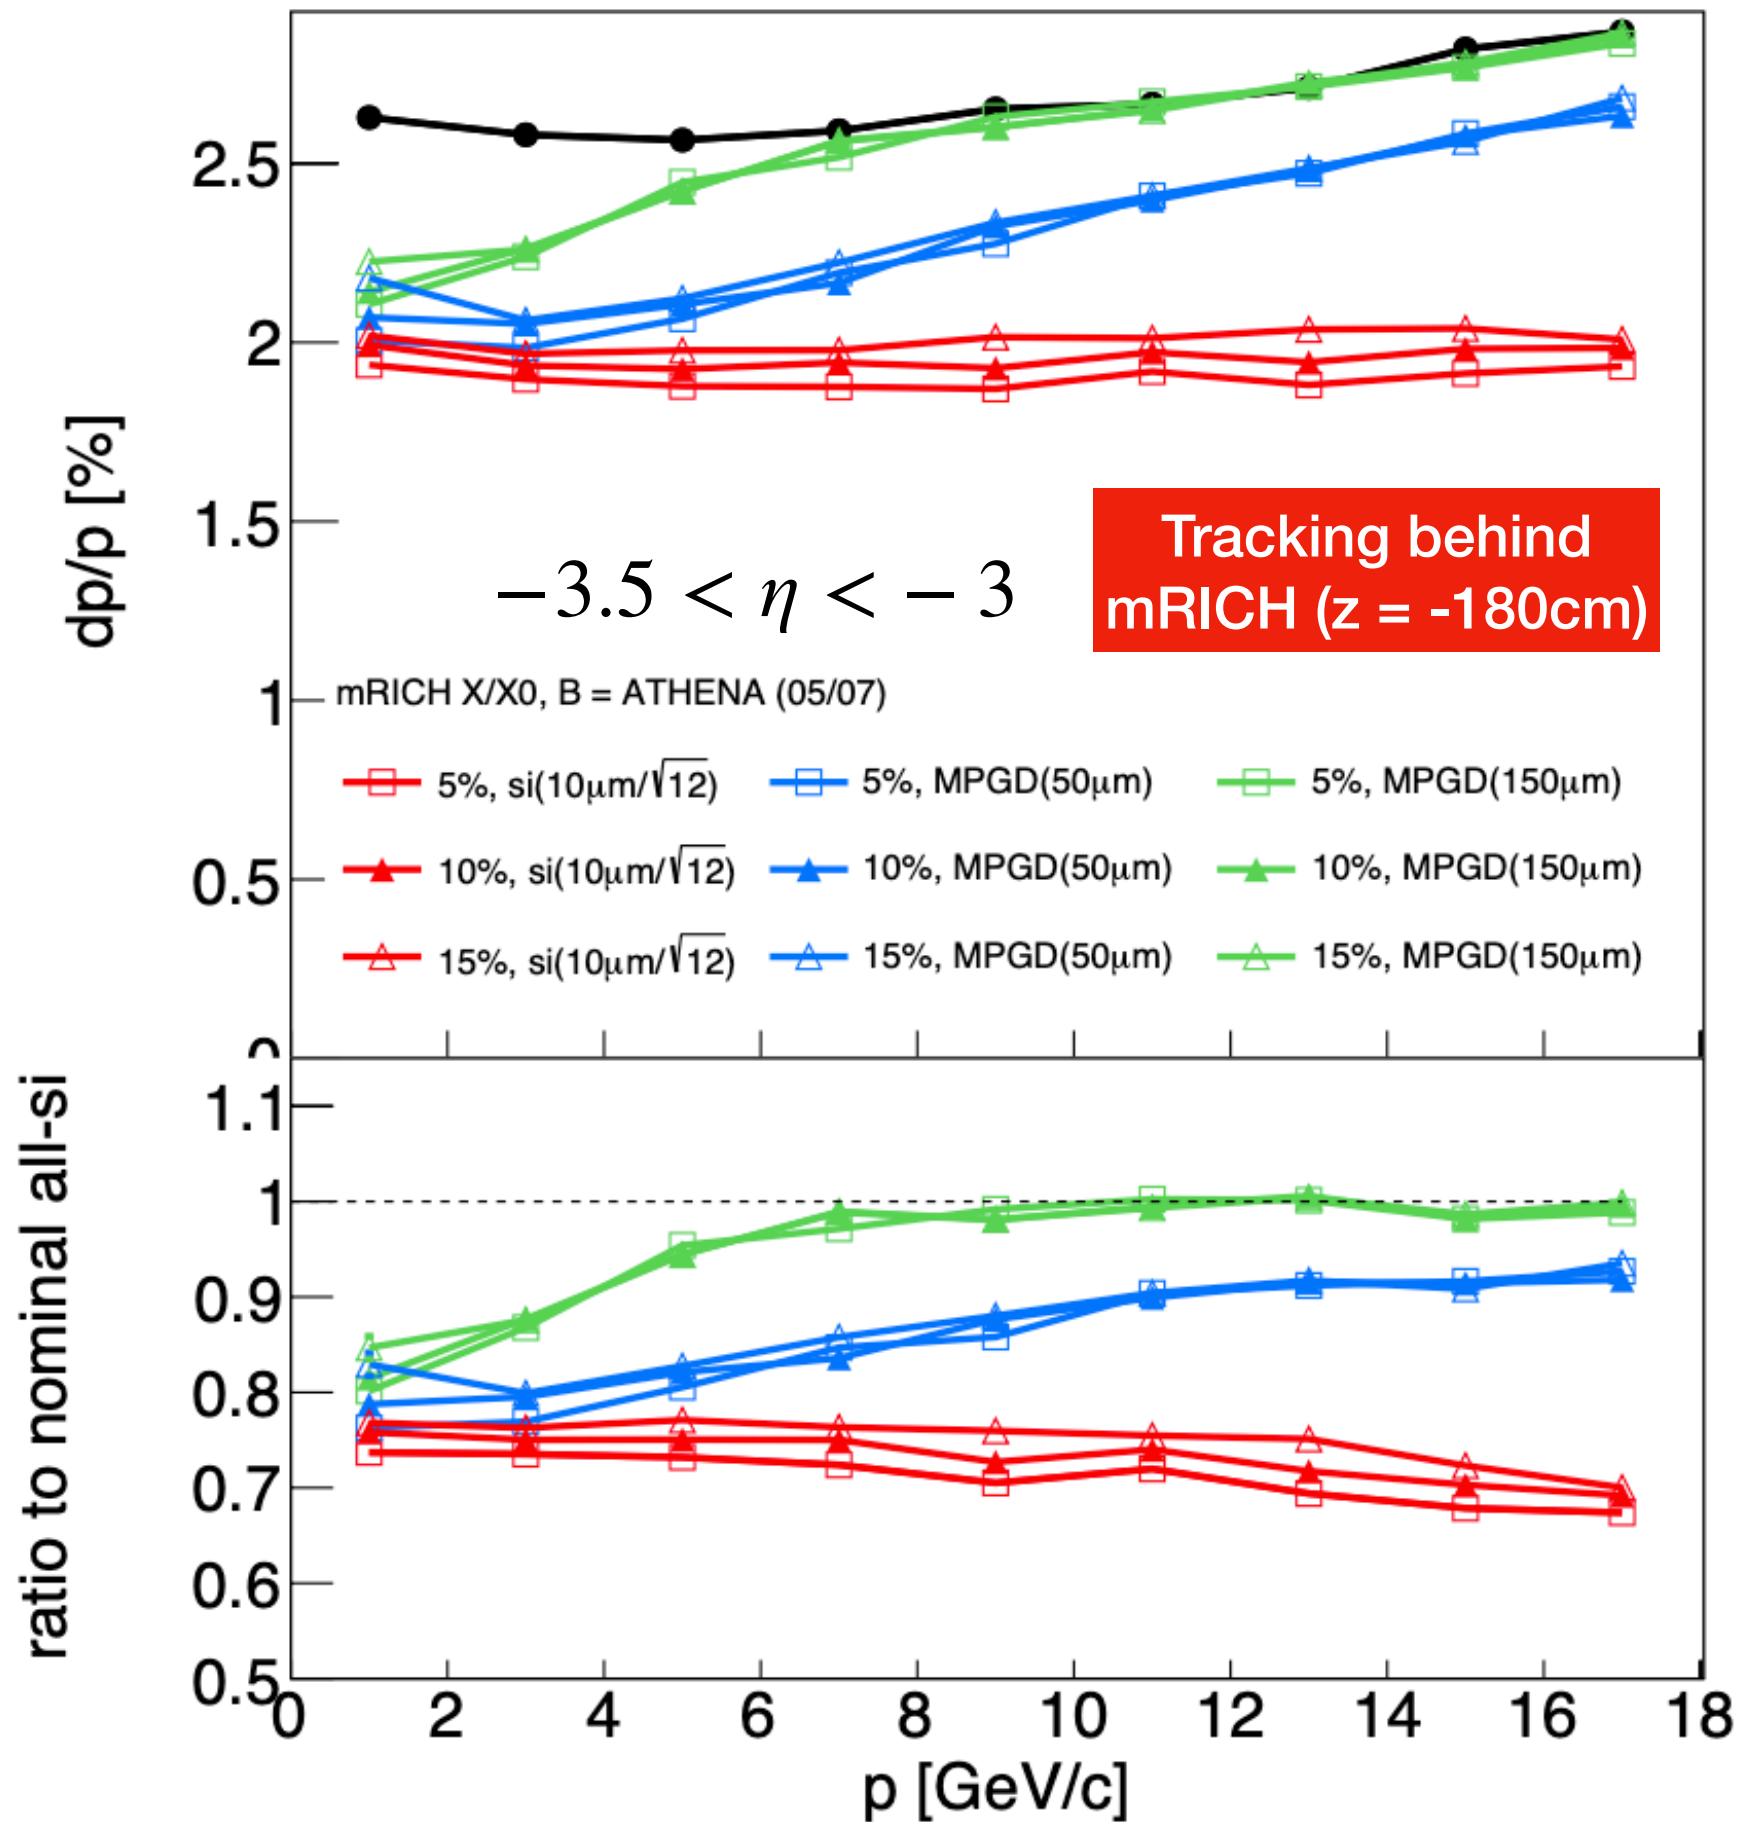 dp/p [%]
2.5
2
1.5
1
0.5
0
−3.5 < η < − 3
Tracking behind
mRICH (z = -180cm)
mRICH X/X0, B = ATHENA (05/07)
5%, si(10μm/√12) 5%, MPGD(50μm) 5%, MPGD(150μm)
10%, si(10μm/√12) 10%, MPGD(50μm) 10%, MPGD(150μm)
15%, si(10μm/√12) 15%, MPGD(50μm) 15%, MPGD(150μm)
ratio to nominal all-si
1.1
1
0.9
0.8
0.7
0.6
0.5
0 2 4 6 8 10 12 14 16 18
p [GeV/c]